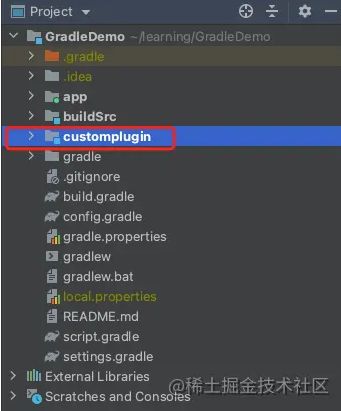 Project
GradleDemo ~/learning/GradleDemo
.gradle
.idea
app
buildSrc
customplugin
gradle
.gitignore
build.gradle
config.gradle
gradle.properties
gradlew
gradlew.bat
local.properties
README.md
script.gradle
settings.gradle
External Libraries
Scratches and Consoles
@稀土掘金技术社区